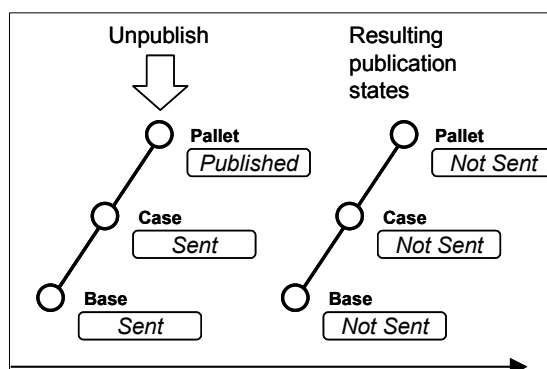 Unpublish
Resulting
publication
states
Pallet
Published
Pallet
Not Sent
Case
Sent
Case
Not Sent
Base
Sent
Base
Not Sent